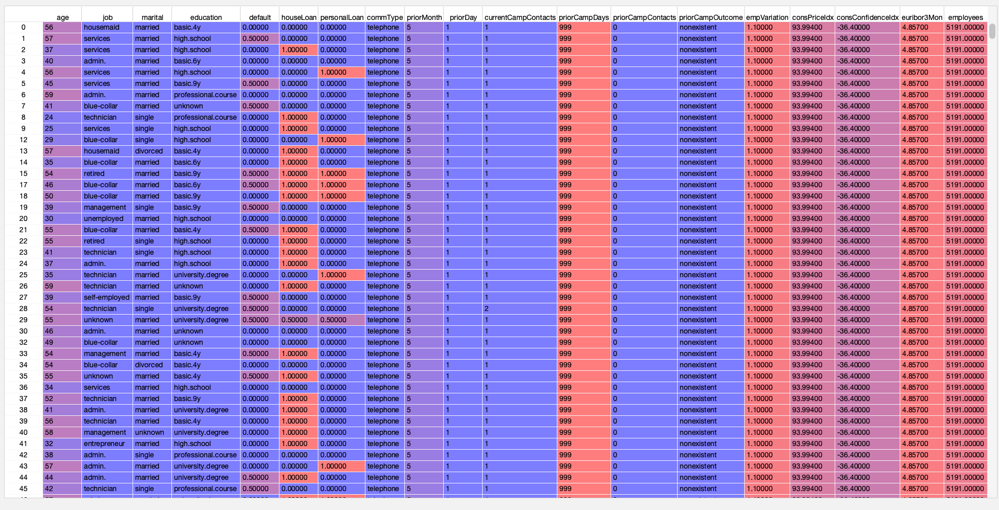 age job marital education default houseLoan personalLoan commType priorMonth priorDay currentCampContacts priorCampDays priorCampContacts priorCampOutcome empVariation consPriceIdx consConfidenceIdx euribor3Mon employees
0 56 housemaid married basic.4y 0.00000 0.00000 0.00000 telephone 5 1 1 999 0 nonexistent 1.10000 93.99400 -36.40000 4.85700 5191.00000
1 57 services married high.school 0.50000 0.00000 0.00000 telephone 5 1 1 999 0 nonexistent 1.10000 93.99400 -36.40000 4.85700 5191.00000
2 37 services married high.school 0.00000 1.00000 0.00000 telephone 5 1 1 999 0 nonexistent 1.10000 93.99400 -36.40000 4.85700 5191.00000
3 40 admin. married basic.6y 0.00000 0.00000 0.00000 telephone 5 1 1 999 0 nonexistent 1.10000 93.99400 -36.40000 4.85700 5191.00000
4 56 services married high.school 0.00000 0.00000 1.00000 telephone 5 1 1 999 0 nonexistent 1.10000 93.99400 -36.40000 4.85700 5191.00000
5 45 services married basic.9y 0.50000 0.00000 0.00000 telephone 5 1 1 999 0 nonexistent 1.10000 93.99400 -36.40000 4.85700 5191.00000
6 59 admin. married professional.course 0.00000 0.00000 0.00000 telephone 5 1 1 999 0 nonexistent 1.10000 93.99400 -36.40000 4.85700 5191.00000
7 41 blue-collar married unknown 0.50000 0.00000 0.00000 telephone 5 1 1 999 0 nonexistent 1.10000 93.99400 -36.40000 4.85700 5191.00000
8 24 technician single professional.course 0.00000 1.00000 0.00000 telephone 5 1 1 999 0 nonexistent 1.10000 93.99400 -36.40000 4.85700 5191.00000
9 25 services single high.school 0.00000 1.00000 0.00000 telephone 5 1 1 999 0 nonexistent 1.10000 93.99400 -36.40000 4.85700 5191.00000
12 29 blue-collar single high.school 0.00000 0.00000 1.00000 telephone 5 1 1 999 0 nonexistent 1.10000 93.99400 -36.40000 4.85700 5191.00000
13 57 housemaid divorced basic.4y 0.00000 1.00000 0.00000 telephone 5 1 1 999 0 nonexistent 1.10000 93.99400 -36.40000 4.85700 5191.00000
14 35 blue-collar married basic.6y 0.00000 1.00000 0.00000 telephone 5 1 1 999 0 nonexistent 1.10000 93.99400 -36.40000 4.85700 5191.00000
15 54 retired married basic.9y 0.50000 1.00000 1.00000 telephone 5 1 1 999 0 nonexistent 1.10000 93.99400 -36.40000 4.85700 5191.00000
17 46 blue-collar married basic.6y 0.50000 1.00000 1.00000 telephone 5 1 1 999 0 nonexistent 1.10000 93.99400 -36.40000 4.85700 5191.00000
18 50 blue-collar married basic.9y 0.00000 1.00000 1.00000 telephone 5 1 1 999 0 nonexistent 1.10000 93.99400 -36.40000 4.85700 5191.00000
19 39 management single basic.9y 0.50000 0.00000 0.00000 telephone 5 1 1 999 0 nonexistent 1.10000 93.99400 -36.40000 4.85700 5191.00000
20 30 unemployed married high.school 0.00000 0.00000 0.00000 telephone 5 1 1 999 0 nonexistent 1.10000 93.99400 -36.40000 4.85700 5191.00000
21 55 blue-collar married basic.4y 0.50000 1.00000 0.00000 telephone 5 1 1 999 0 nonexistent 1.10000 93.99400 -36.40000 4.85700 5191.00000
22 55 retired single high.school 0.00000 1.00000 0.00000 telephone 5 1 1 999 0 nonexistent 1.10000 93.99400 -36.40000 4.85700 5191.00000
23 41 technician single high.school 0.00000 1.00000 0.00000 telephone 5 1 1 999 0 nonexistent 1.10000 93.99400 -36.40000 4.85700 5191.00000
24 37 admin. married high.school 0.00000 1.00000 0.00000 telephone 5 1 1 999 0 nonexistent 1.10000 93.99400 -36.40000 4.85700 5191.00000
25 35 technician married university.degree 0.00000 0.00000 1.00000 telephone 5 1 1 999 0 nonexistent 1.10000 93.99400 -36.40000 4.85700 5191.00000
26 59 technician married unknown 0.00000 1.00000 0.00000 telephone 5 1 1 999 0 nonexistent 1.10000 93.99400 -36.40000 4.85700 5191.00000
27 39 self-employed married basic.9y 0.50000 0.00000 0.00000 telephone 5 1 1 999 0 nonexistent 1.10000 93.99400 -36.40000 4.85700 5191.00000
28 54 technician single university.degree 0.50000 0.00000 0.00000 telephone 5 1 2 999 0 nonexistent 1.10000 93.99400 -36.40000 4.85700 5191.00000
29 55 unknown married university.degree 0.50000 0.50000 0.50000 telephone 5 1 1 999 0 nonexistent 1.10000 93.99400 -36.40000 4.85700 5191.00000
30 46 admin. married unknown 0.00000 0.00000 0.00000 telephone 5 1 1 999 0 nonexistent 1.10000 93.99400 -36.40000 4.85700 5191.00000
32 49 blue-collar married unknown 0.00000 0.00000 0.00000 telephone 5 1 1 999 0 nonexistent 1.10000 93.99400 -36.40000 4.85700 5191.00000
33 54 management married basic.4y 0.50000 1.00000 0.00000 telephone 5 1 1 999 0 nonexistent 1.10000 93.99400 -36.40000 4.85700 5191.00000
34 54 blue-collar divorced basic.4y 0.00000 0.00000 0.00000 telephone 5 1 1 999 0 nonexistent 1.10000 93.99400 -36.40000 4.85700 5191.00000
35 55 unknown married basic.4y 0.50000 1.00000 0.00000 telephone 5 1 1 999 0 nonexistent 1.10000 93.99400 -36.40000 4.85700 5191.00000
36 34 services married high.school 0.00000 0.00000 0.00000 telephone 5 1 1 999 0 nonexistent 1.10000 93.99400 -36.40000 4.85700 5191.00000
37 52 technician married basic.9y 0.00000 1.00000 0.00000 telephone 5 1 1 999 0 nonexistent 1.10000 93.99400 -36.40000 4.85700 5191.00000
38 41 admin. married university.degree 0.00000 1.00000 0.00000 telephone 5 1 1 999 0 nonexistent 1.10000 93.99400 -36.40000 4.85700 5191.00000
39 56 technician married basic.4y 0.00000 1.00000 0.00000 telephone 5 1 1 999 0 nonexistent 1.10000 93.99400 -36.40000 4.85700 5191.00000
40 58 management unknown university.degree 0.00000 1.00000 0.00000 telephone 5 1 1 999 0 nonexistent 1.10000 93.99400 -36.40000 4.85700 5191.00000
41 32 entrepreneur married high.school 0.00000 1.00000 0.00000 telephone 5 1 1 999 0 nonexistent 1.10000 93.99400 -36.40000 4.85700 5191.00000
42 38 admin. single professional.course 0.00000 0.00000 0.00000 telephone 5 1 1 999 0 nonexistent 1.10000 93.99400 -36.40000 4.85700 5191.00000
43 57 admin. married university.degree 0.00000 0.00000 1.00000 telephone 5 1 1 999 0 nonexistent 1.10000 93.99400 -36.40000 4.85700 5191.00000
44 44 admin. married university.degree 0.50000 1.00000 0.00000 telephone 5 1 1 999 0 nonexistent 1.10000 93.99400 -36.40000 4.85700 5191.00000
45 42 technician single professional.course 0.50000 0.00000 0.00000 telephone 5 1 1 999 0 nonexistent 1.10000 93.99400 -36.40000 4.85700 5191.00000